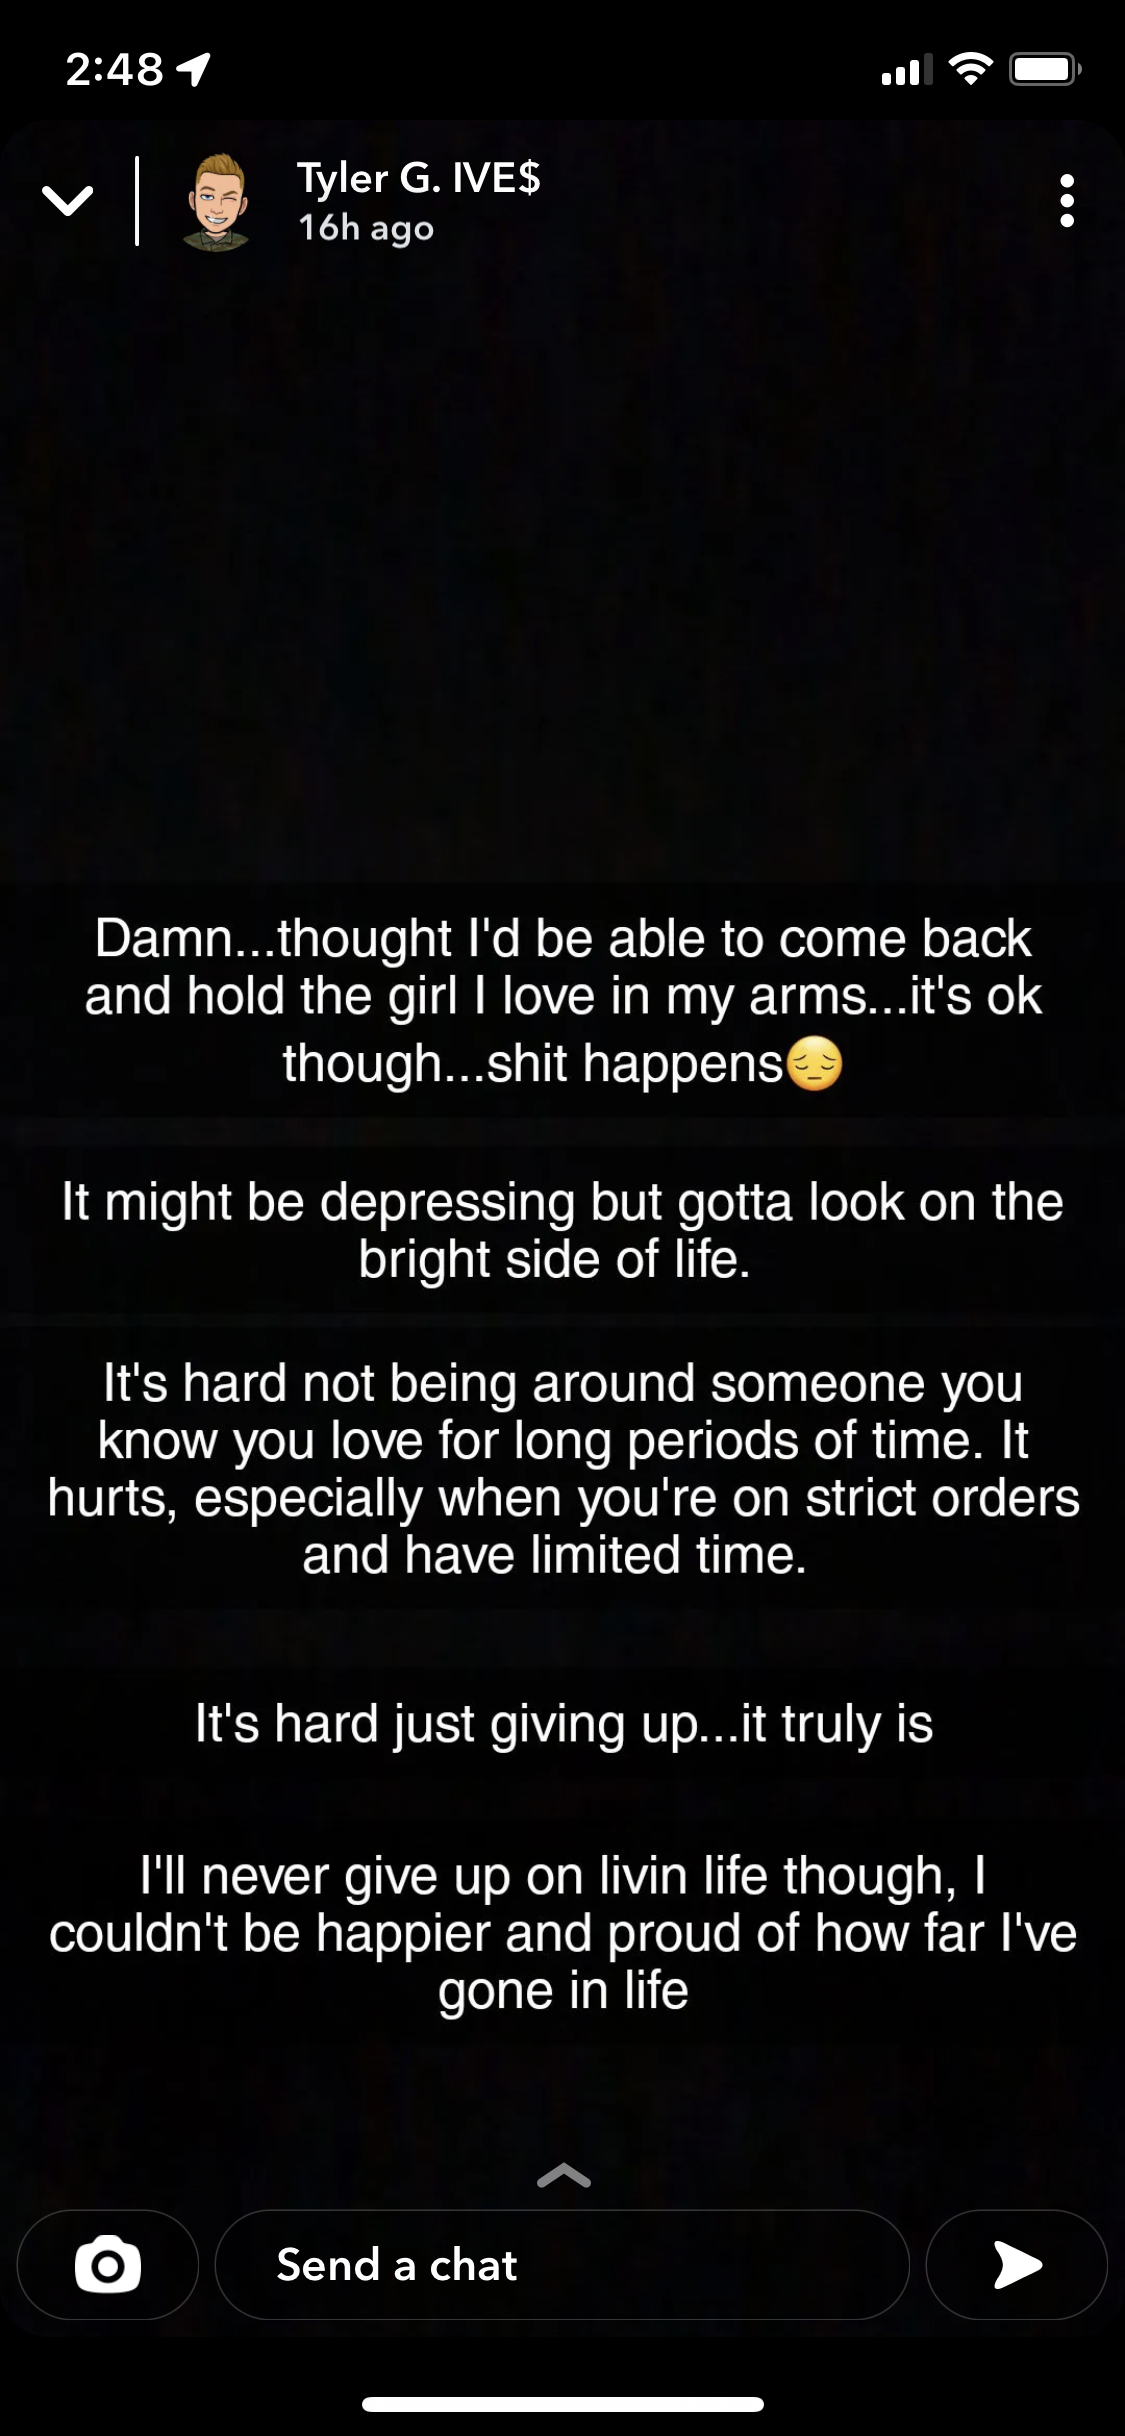 2:48
Tyler G. IVE$
16h ago
Damn...thought I'd be able to come back
and hold the girl I love in my arms...it's ok
though...shit happens😔
It might be depressing but gotta look on the
bright side of life.
It's hard not being around someone you
know you love for long periods of time. It
hurts, especially when you're on strict orders
and have limited time.
It's hard just giving up...it truly is
I'll never give up on livin life though, I
couldn't be happier and proud of how far I've
gone in life
Send a chat